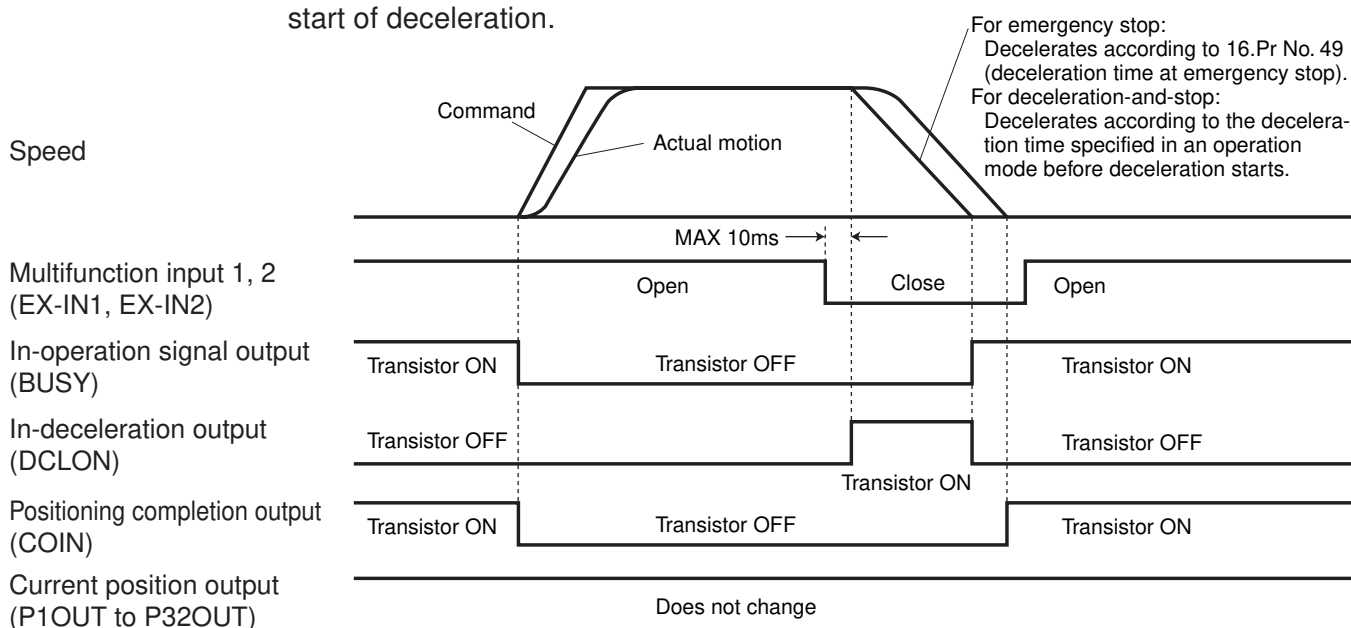 start of deceleration.
For emergency stop:
Decelerates according to 16.Pr No. 49
(deceleration time at emergency stop).
For deceleration-and-stop:
Decelerates according to the decelera-
tion time specified in an operation
mode before deceleration starts.
Command
Actual motion
Speed
MAX 10ms
Multifunction input 1, 2
(EX-IN1, EX-IN2)
Open
Close
Open
In-operation signal output
(BUSY)
Transistor ON
Transistor OFF
Transistor ON
In-deceleration output
(DCLON)
Transistor OFF
Transistor ON
Transistor OFF
Positioning completion output
(COIN)
Transistor ON
Transistor OFF
Transistor ON
Current position output
(P1OUT to P32OUT)
Does not change